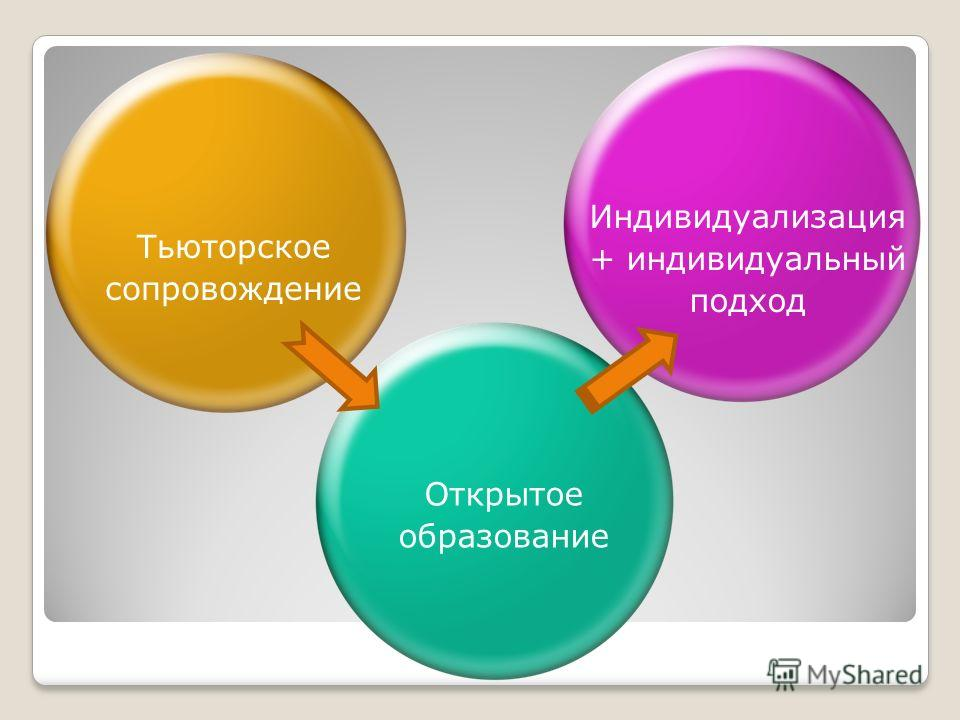 Тьюторское
сопровождение
Индивидуализация
+ индивидуальный
подход
Открытое
образование
MyShared